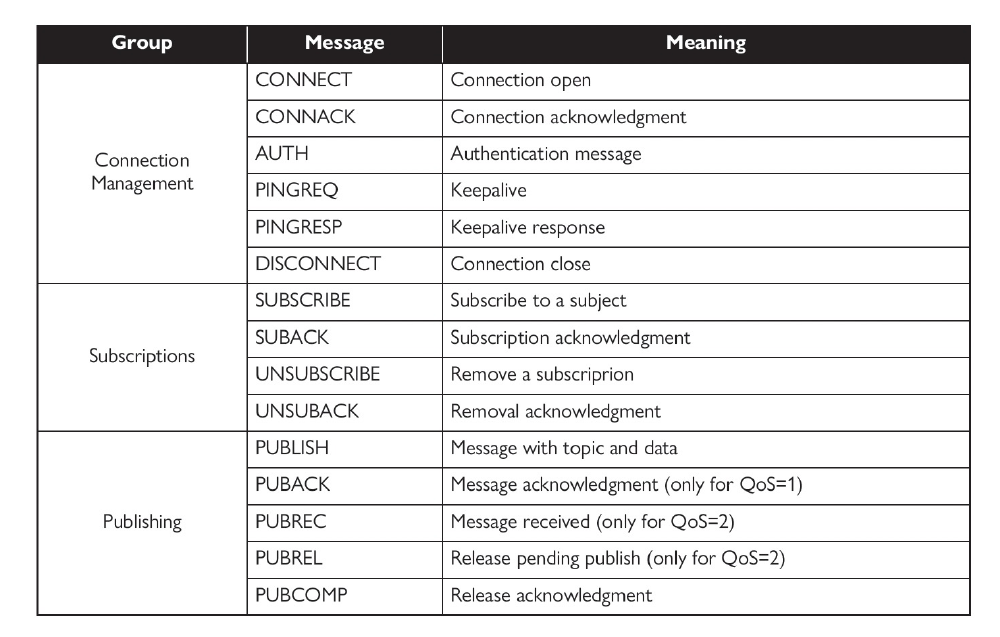 Group Message Meaning
Connection Management
CONNECT Connection open
CONNACK Connection acknowledgment
AUTH Authentication message
PINGREQ Keepalive
PINGRESP Keepalive response
DISCONNECT Connection close
Subscriptions
SUBSCRIBE Subscribe to a subject
SUBACK Subscription acknowledgment
UNSUBSCRIBE Remove a subscriprion
UNSUBACK Removal acknowledgment
Publishing
PUBLISH Message with topic and data
PUBACK Message acknowledgment (only for QoS=1)
PUBREC Message received (only for QoS=2)
PUBREL Release pending publish (only for QoS=2)
PUBCOMP Release acknowledgment